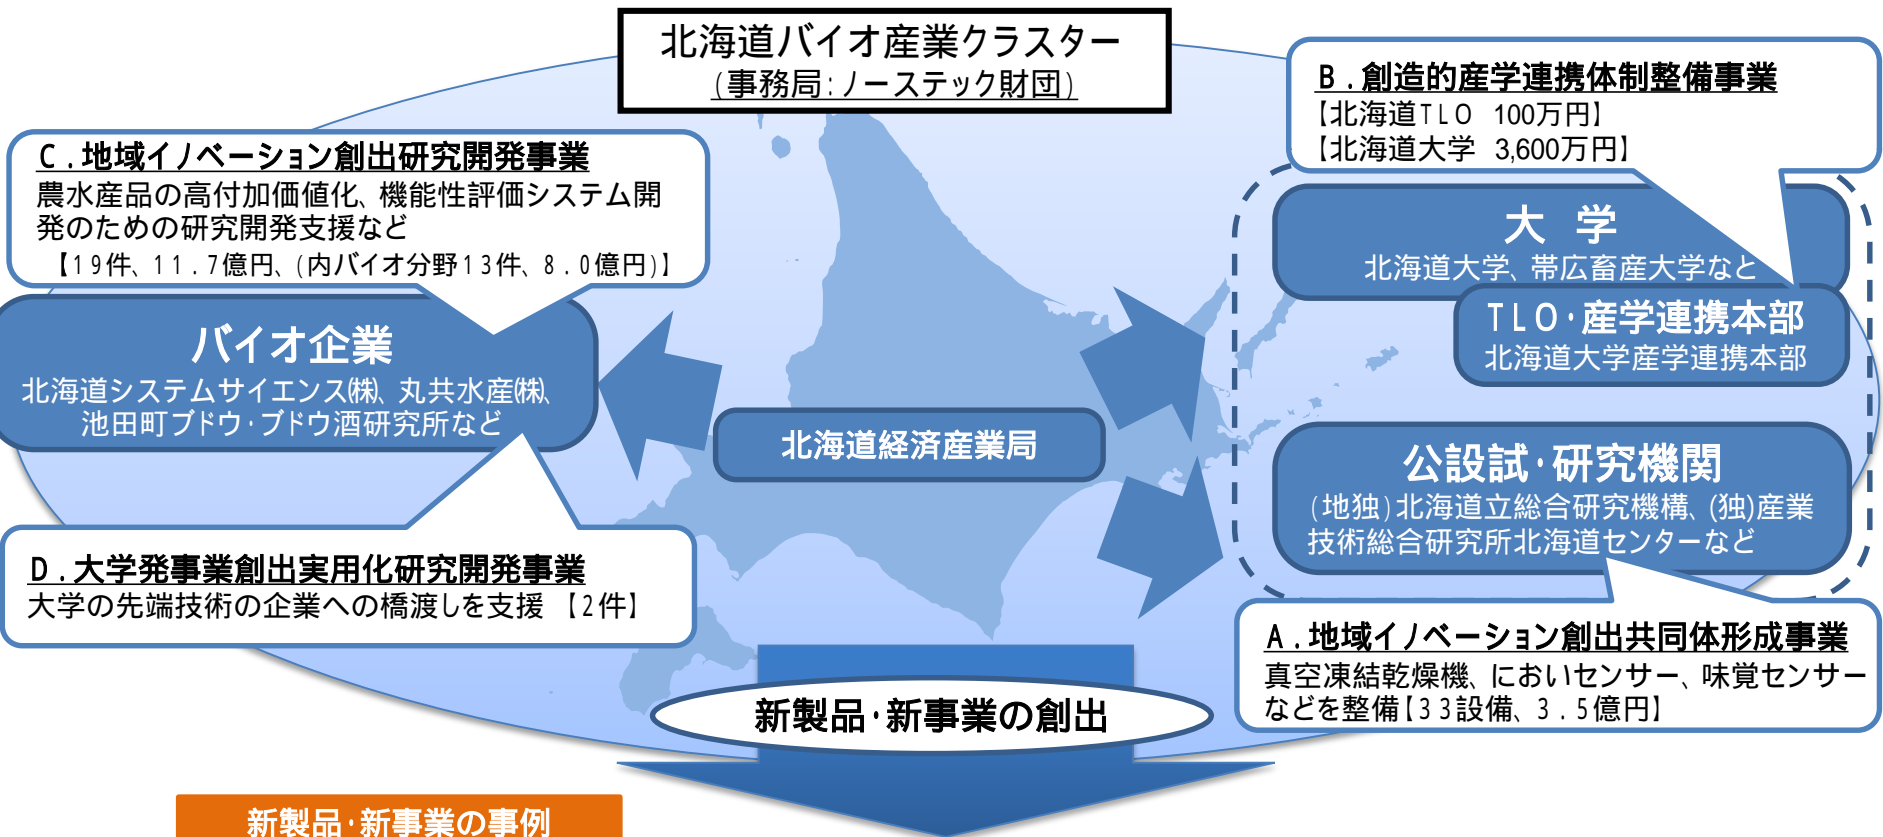 北海道バイオ産業クラスター
(事務局:ノーステック財団)
B.創造的産学連携体制整備事業
【北海道TLO 100万円】
【北海道大学 3,600万円】
C.地域イノベーション創出研究開発事業
農水産品の高付加価値化、機能性評価システム開
発のための研究開発支援など
【19件、11.7億円、(内バイオ分野13件、8.0億円)】
大 学
北海道大学、帯広畜産大学など
TLO・産学連携本部
北海道大学産学連携本部
バイオ企業
北海道システムサイエンス㈱、丸共水産㈱、
池田町ブドウ・ブドウ酒研究所など
北海道経済産業局
公設試・研究機関
(地独)北海道立総合研究機構、(独)産業
技術総合研究所北海道センターなど
D.大学発事業創出実用化研究開発事業
大学の先端技術の企業への橋渡しを支援 【2件】
A.地域イノベーション創出共同体形成事業
真空凍結乾燥機、においセンサー、味覚センサー
などを整備【33設備、3.5億円】
新製品・新事業の創出
新製品・新事業の事例